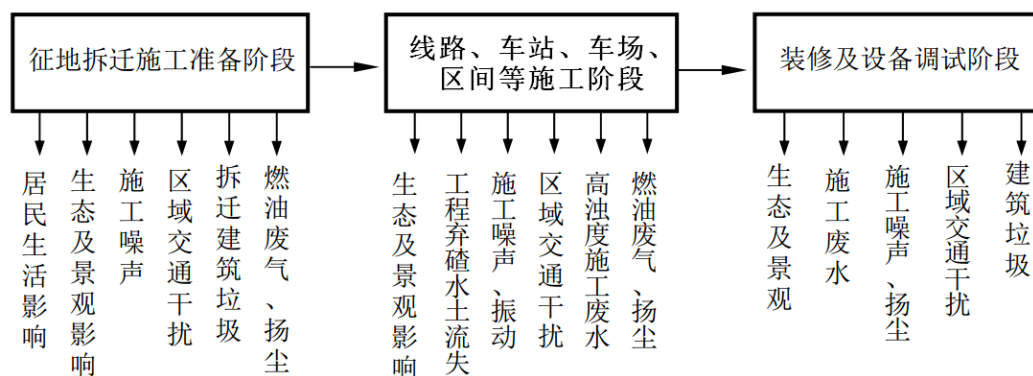 征地拆迁施工准备阶段
线路、车站、车场、
区间等施工阶段
装修及设备调试阶段
居民生活影响
生态及景观影响
施工噪声
区域交通干扰
拆迁建筑垃圾
燃油废气、扬尘
生态及景观影响
工程弃碴水土流失
施工噪声、振动
区域交通干扰
高浊度施工废水
燃油废气、扬尘
生态及景观
施工废水
施工噪声、扬尘
区域交通干扰
建筑垃圾